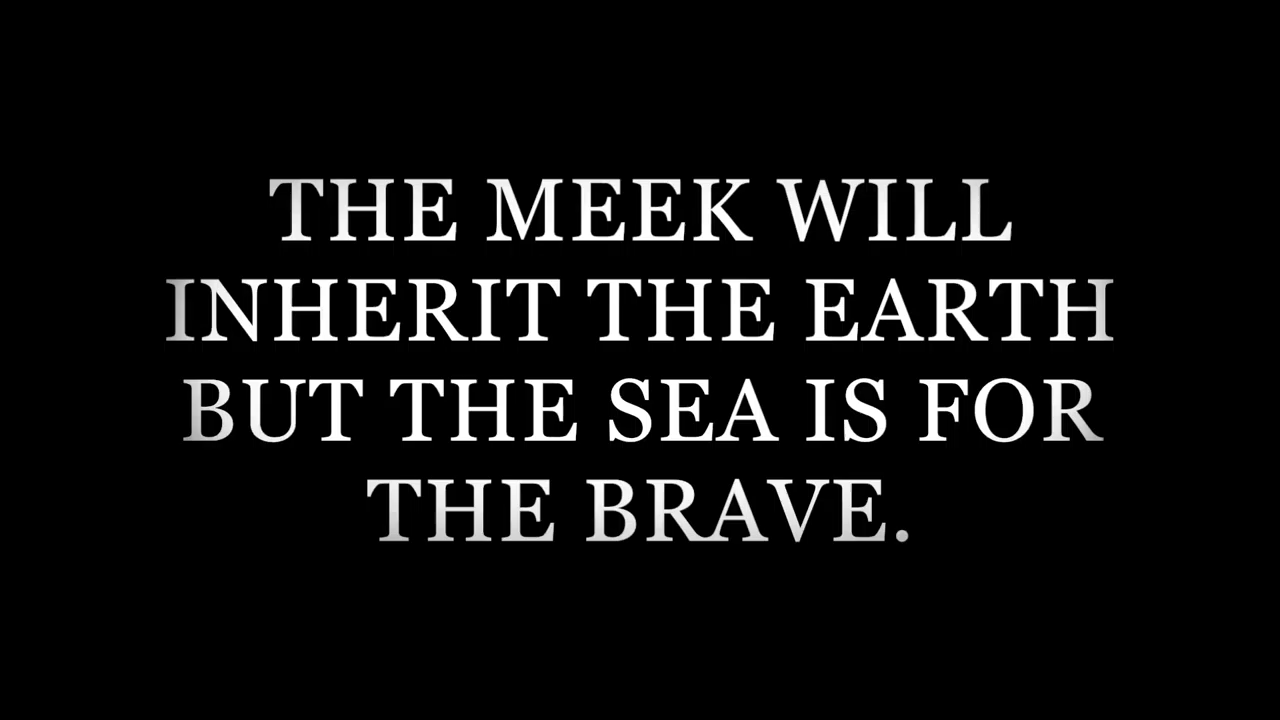 THE MEEK WILL
INHERIT THE EARTH
BUT THE SEA IS FOR
THE BRAVE.